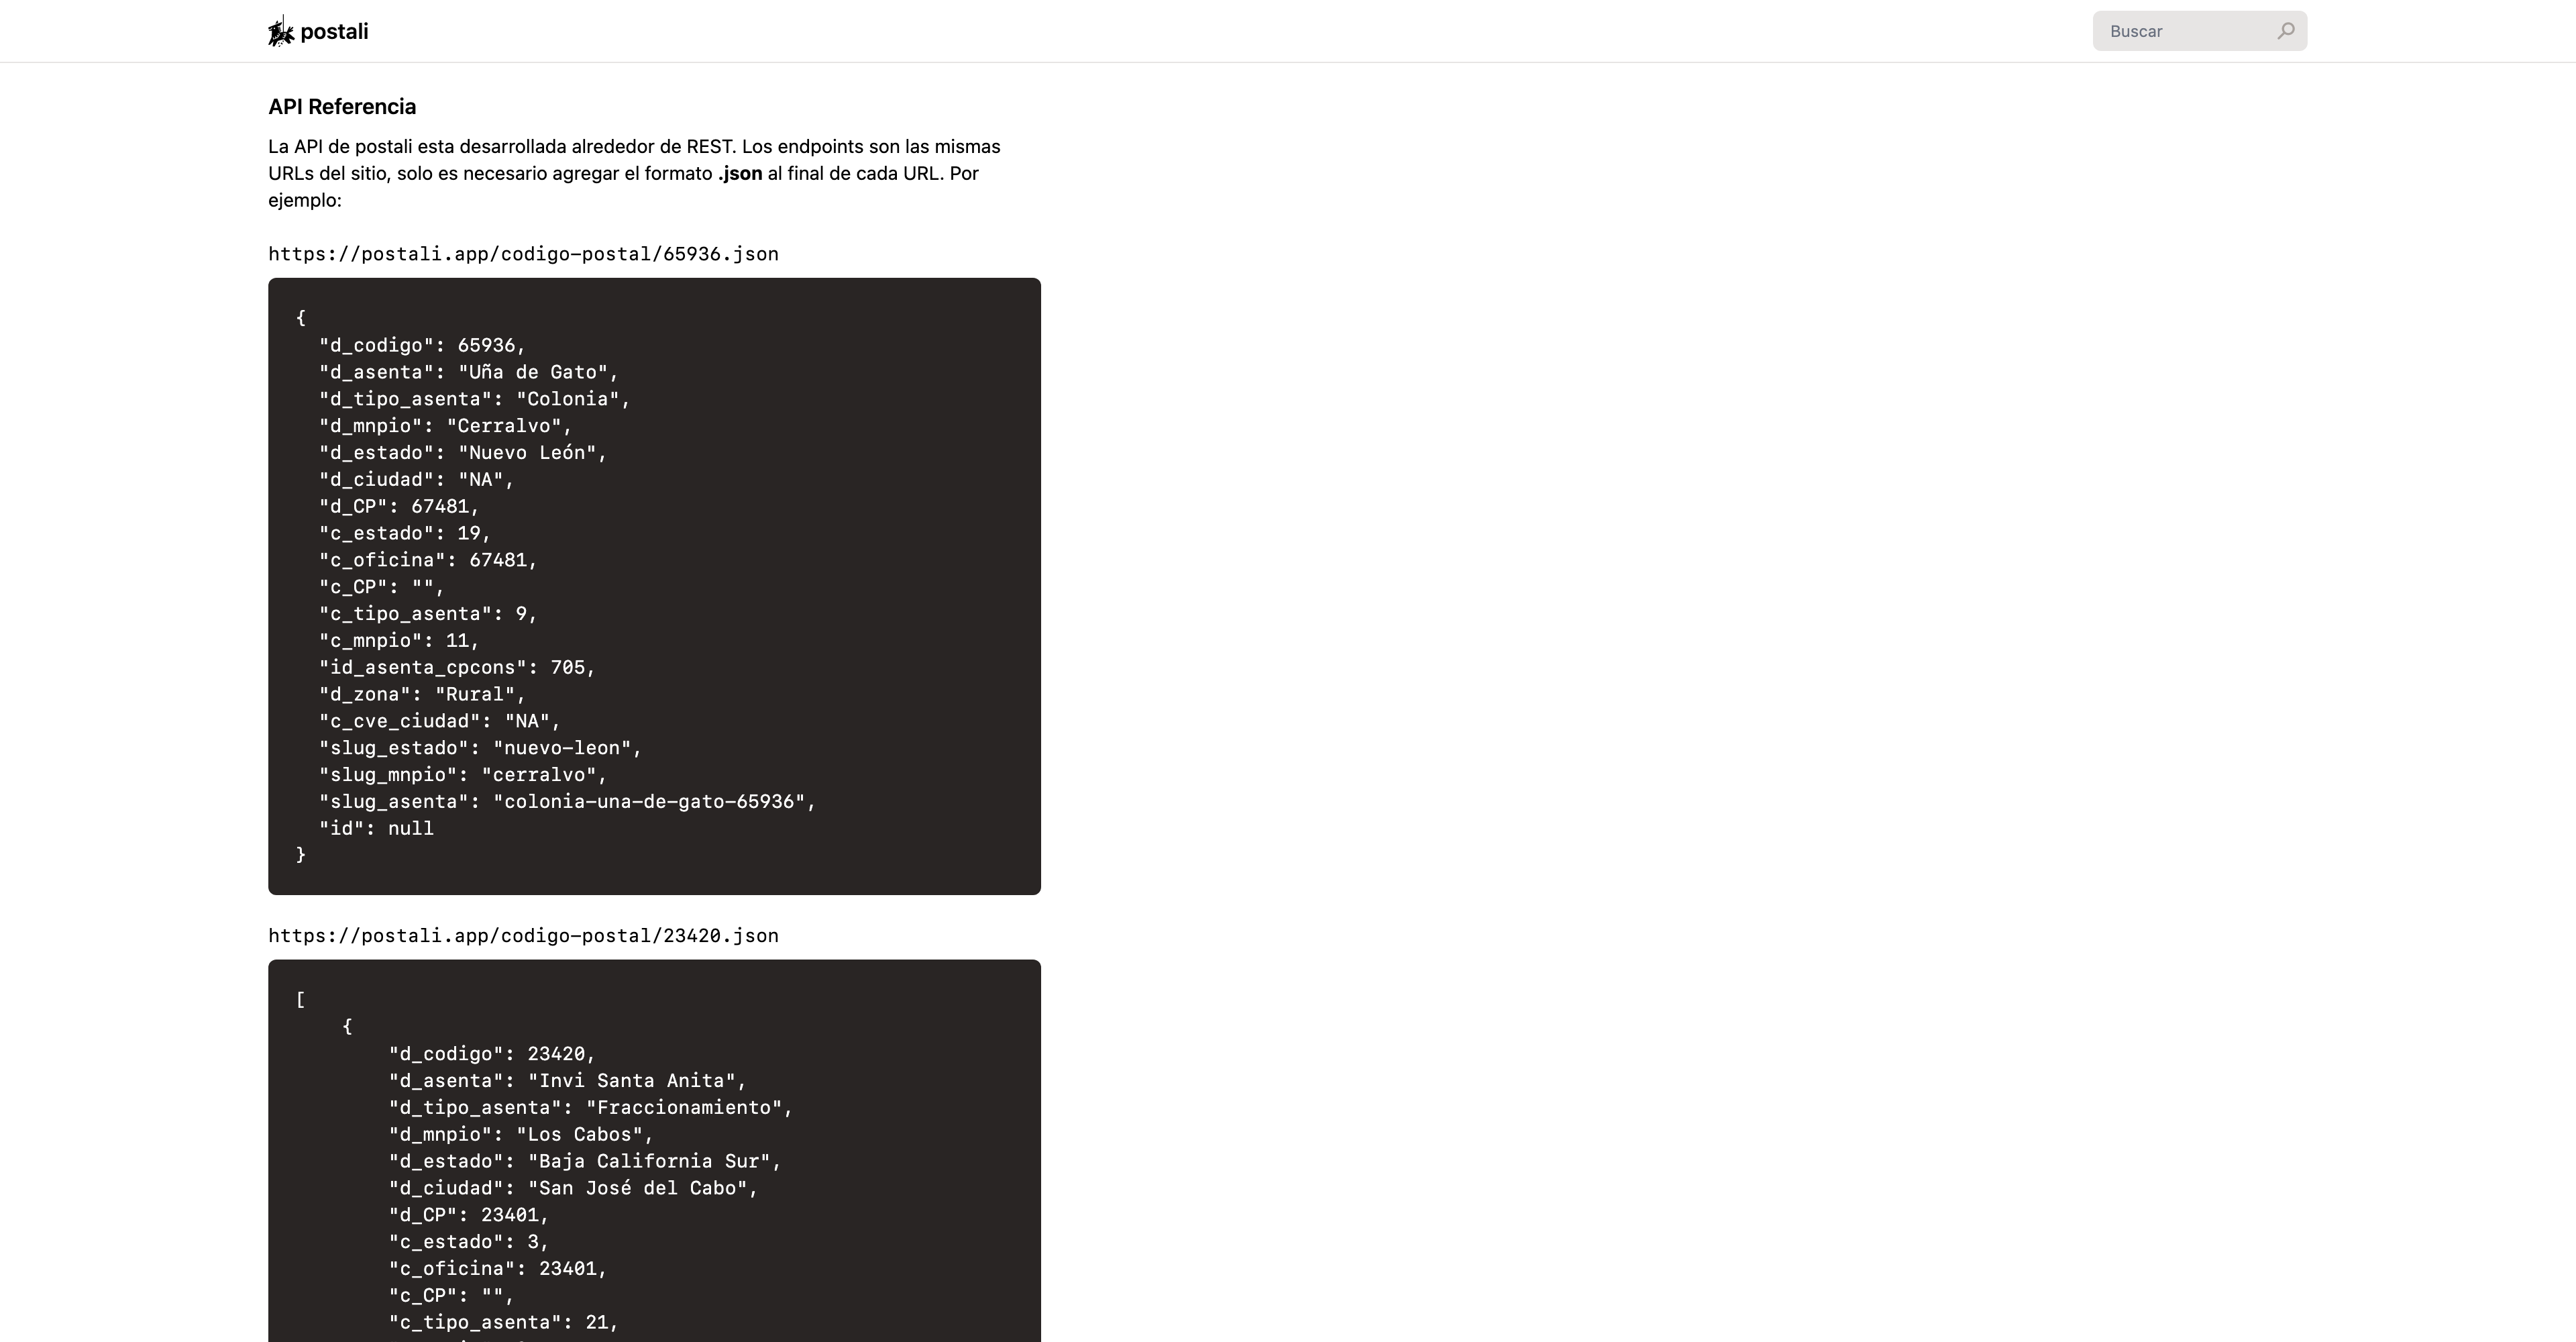 postali
Buscar
API Referencia
La API de postali esta desarrollada alrededor de REST. Los endpoints son las mismas
URLs del sitio, solo es necesario agregar el formato .json al final de cada URL. Por
ejemplo:
https://postali.app/codigo-postal/65936.json
{
  "d_codigo": 65936,
  "d_asenta": "Uña de Gato",
  "d_tipo_asenta": "Colonia",
  "d_mnpio": "Cerralvo",
  "d_estado": "Nuevo León",
  "d_ciudad": "NA",
  "d_CP": 67481,
  "c_estado": 19,
  "c_oficina": 67481,
  "c_CP": "",
  "c_tipo_asenta": 9,
  "c_mnpio": 11,
  "id_asenta_cpcons": 705,
  "d_zona": "Rural",
  "c_cve_ciudad": "NA",
  "slug_estado": "nuevo-leon",
  "slug_mnpio": "cerralvo",
  "slug_asenta": "colonia-una-de-gato-65936",
  "id": null
}
https://postali.app/codigo-postal/23420.json
[
    {
        "d_codigo": 23420,
        "d_asenta": "Invi Santa Anita",
        "d_tipo_asenta": "Fraccionamiento",
        "d_mnpio": "Los Cabos",
        "d_estado": "Baja California Sur",
        "d_ciudad": "San José del Cabo",
        "d_CP": 23401,
        "c_estado": 3,
        "c_oficina": 23401,
        "c_CP": "",
        "c_tipo_asenta": 21,